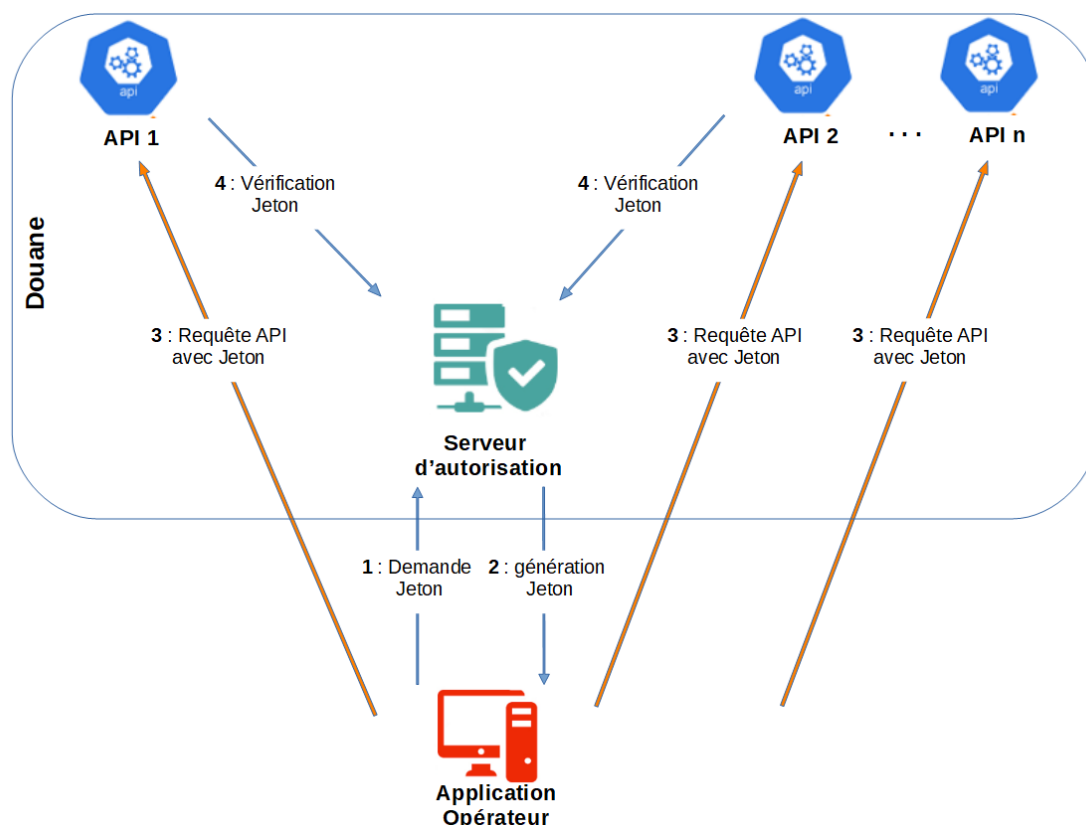 api
api
api
API 1
API 2
...
API n
4 : Vérification
Jeton
4 : Vérification
Jeton
Douane
3 : Requête API
avec Jeton
3 : Requête API
avec Jeton
3 : Requête API
avec Jeton
Serveur
d'autorisation
1 : Demande
Jeton
2 : génération
Jeton
Application
Opérateur